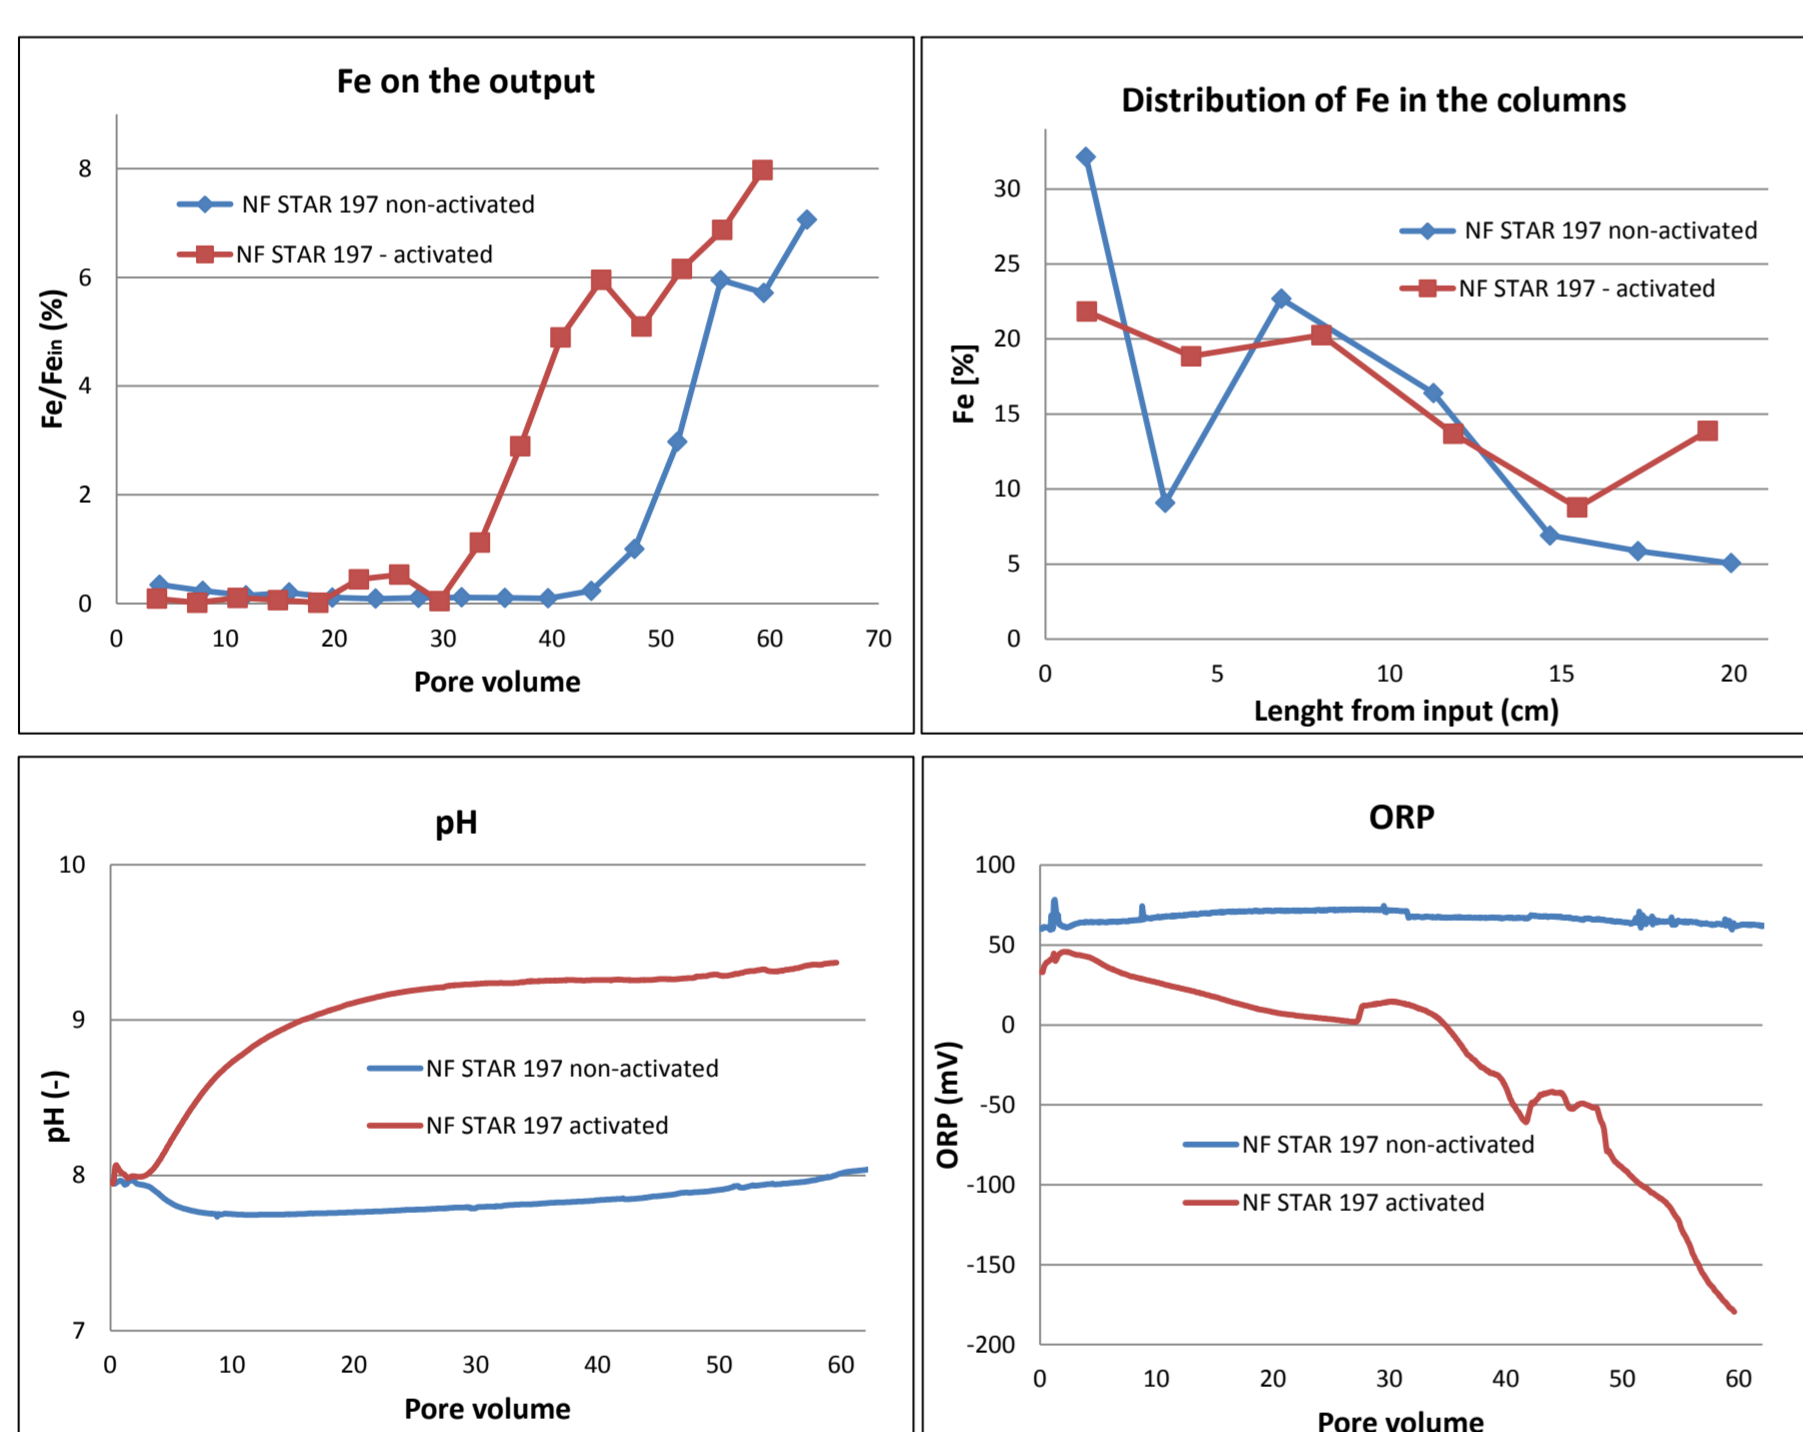 Fe on the output
8
6
4
2
0
Fe/Fein (%)
NF STAR 197 non-activated
NF STAR 197 - activated
0 10 20 30 40 50 60 70
Pore volume
Distribution of Fe in the columns
30
25
20
15
10
5
0
Fe [%]
NF STAR 197 non-activated
NF STAR 197 - activated
0 5 10 15 20
Lenght from input (cm)
pH
10
9
8
7
pH (-)
NF STAR 197 non-activated
NF STAR 197 activated
0 10 20 30 40 50 60
Pore volume
ORP
100
50
0
-50
-100
-150
-200
ORP (mV)
NF STAR 197 non-activated
NF STAR 197 activated
0 10 20 30 40 50 60
Pore volume